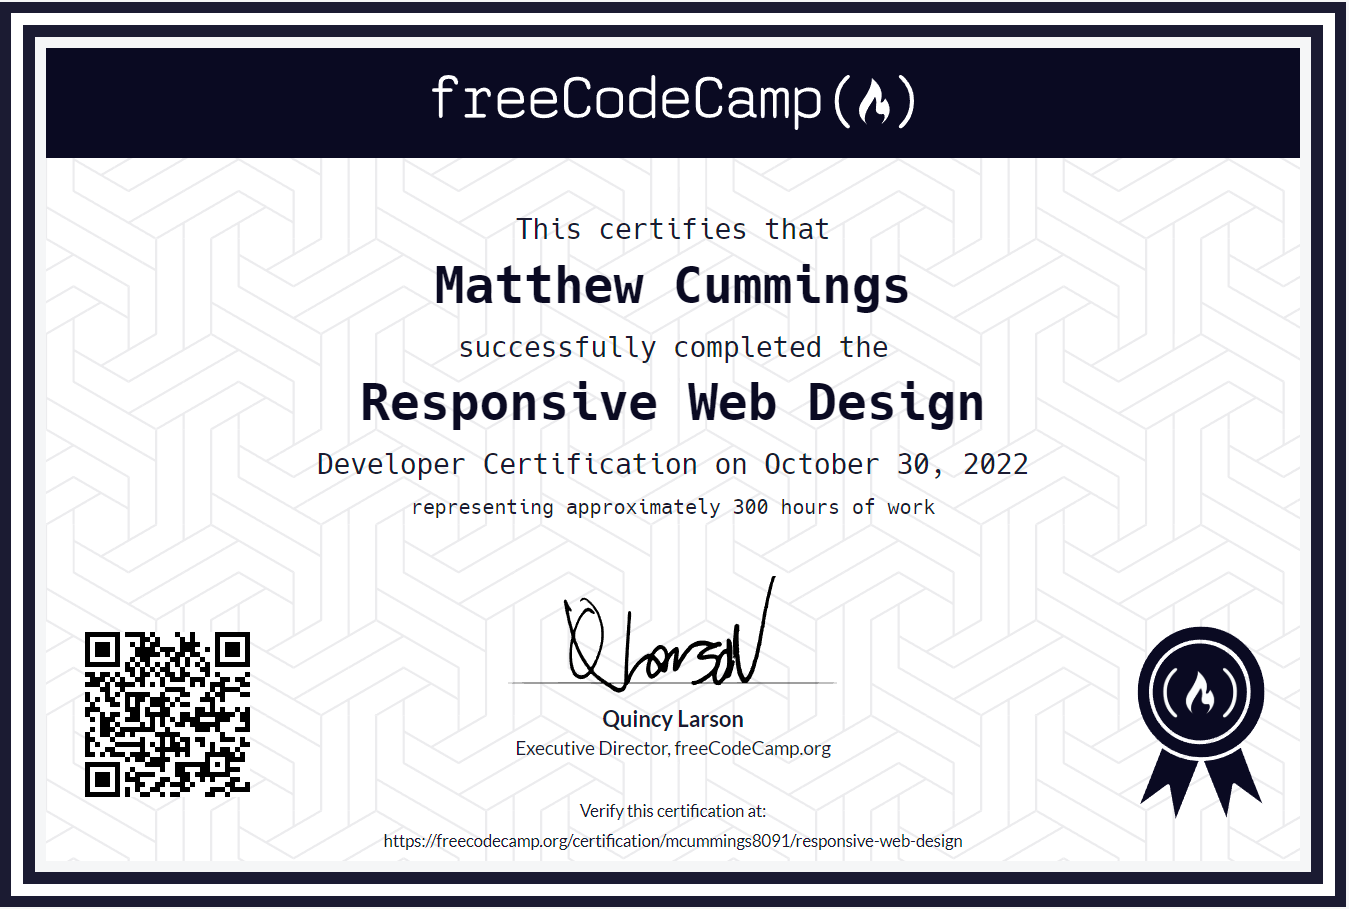 freeCodeCamp
This certifies that
Matthew Cummings
successfully completed the
Responsive Web Design
Developer Certification on October 30, 2022
representing approximately 300 hours of work
Q Larson
Quincy Larson
Executive Director, freeCodeCamp.org
Verify this certification at:
https://freecodecamp.org/certification/mcummings8091/responsive-web-design